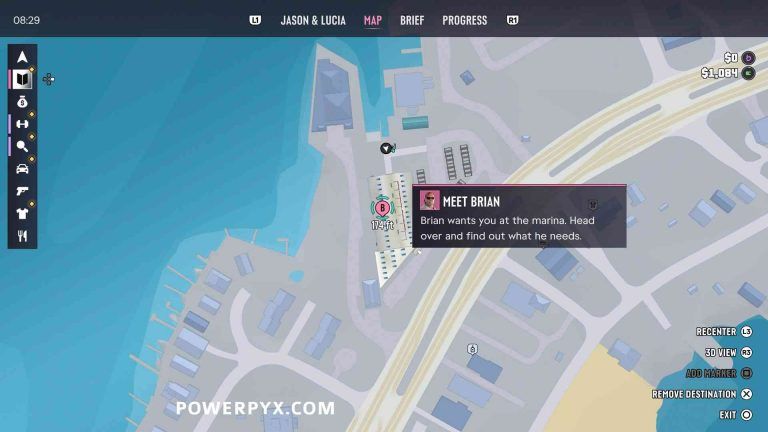 08:29
L1 JASON & LUCIA MAP BRIEF PROGRESS R1
$0
$1,084
B
174 ft
MEET BRIAN
Brian wants you at the marina. Head
over and find out what he needs.
RECENTER L3
3D VIEW R3
ADD MARKER
REMOVE DESTINATION
EXIT
POWERPYX.COM